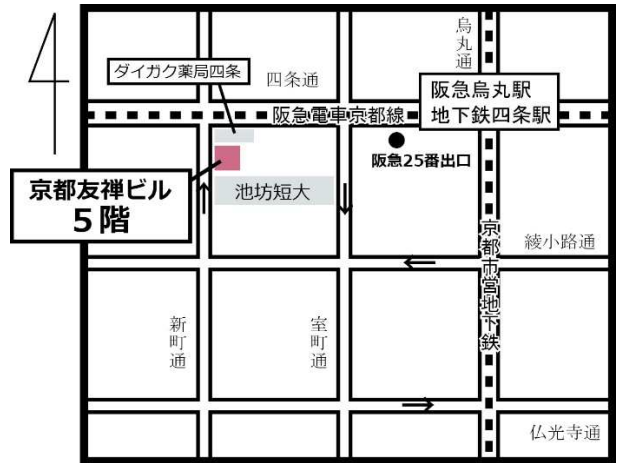 烏丸通
ダイガク薬局四条
四条通
阪急烏丸駅
地下鉄四条駅
阪急電車京都線
阪急25番出口
京都友禅ビル
5階
池坊短大
綾小路通
京都市営地下鉄
新町通
室町通
仏光寺通